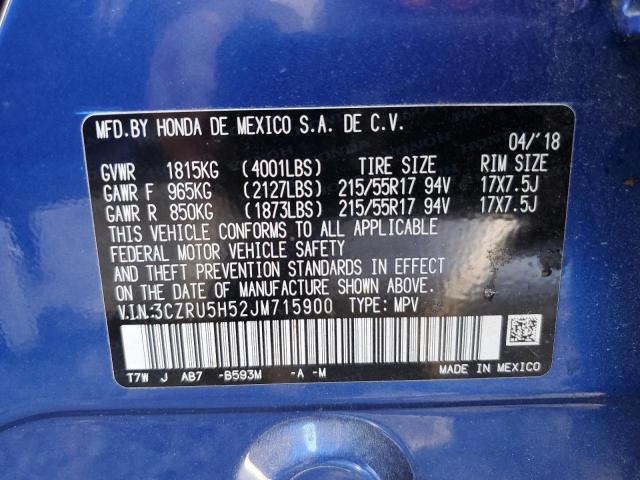 MFD.BY HONDA DE MEXICO S.A. DE C.V.
04/'18
GVWR 1815KG (4001LBS) TIRE SIZE RIM SIZE
GAWR F 965KG (2127LBS) 215/55R17 94V 17X7.5J
GAWR R 850KG (1873LBS) 215/55R17 94V 17X7.5J
THIS VEHICLE CONFORMS TO ALL APPLICABLE
FEDERAL MOTOR VEHICLE SAFETY
AND THEFT PREVENTION STANDARDS IN EFFECT
ON THE DATE OF MANUFACTURE SHOWN ABOVE.
V.I.N.:3CZRU5H52JM715900 TYPE: MPV
T7W J AB7 -B593M -A -M
MADE IN MEXICO